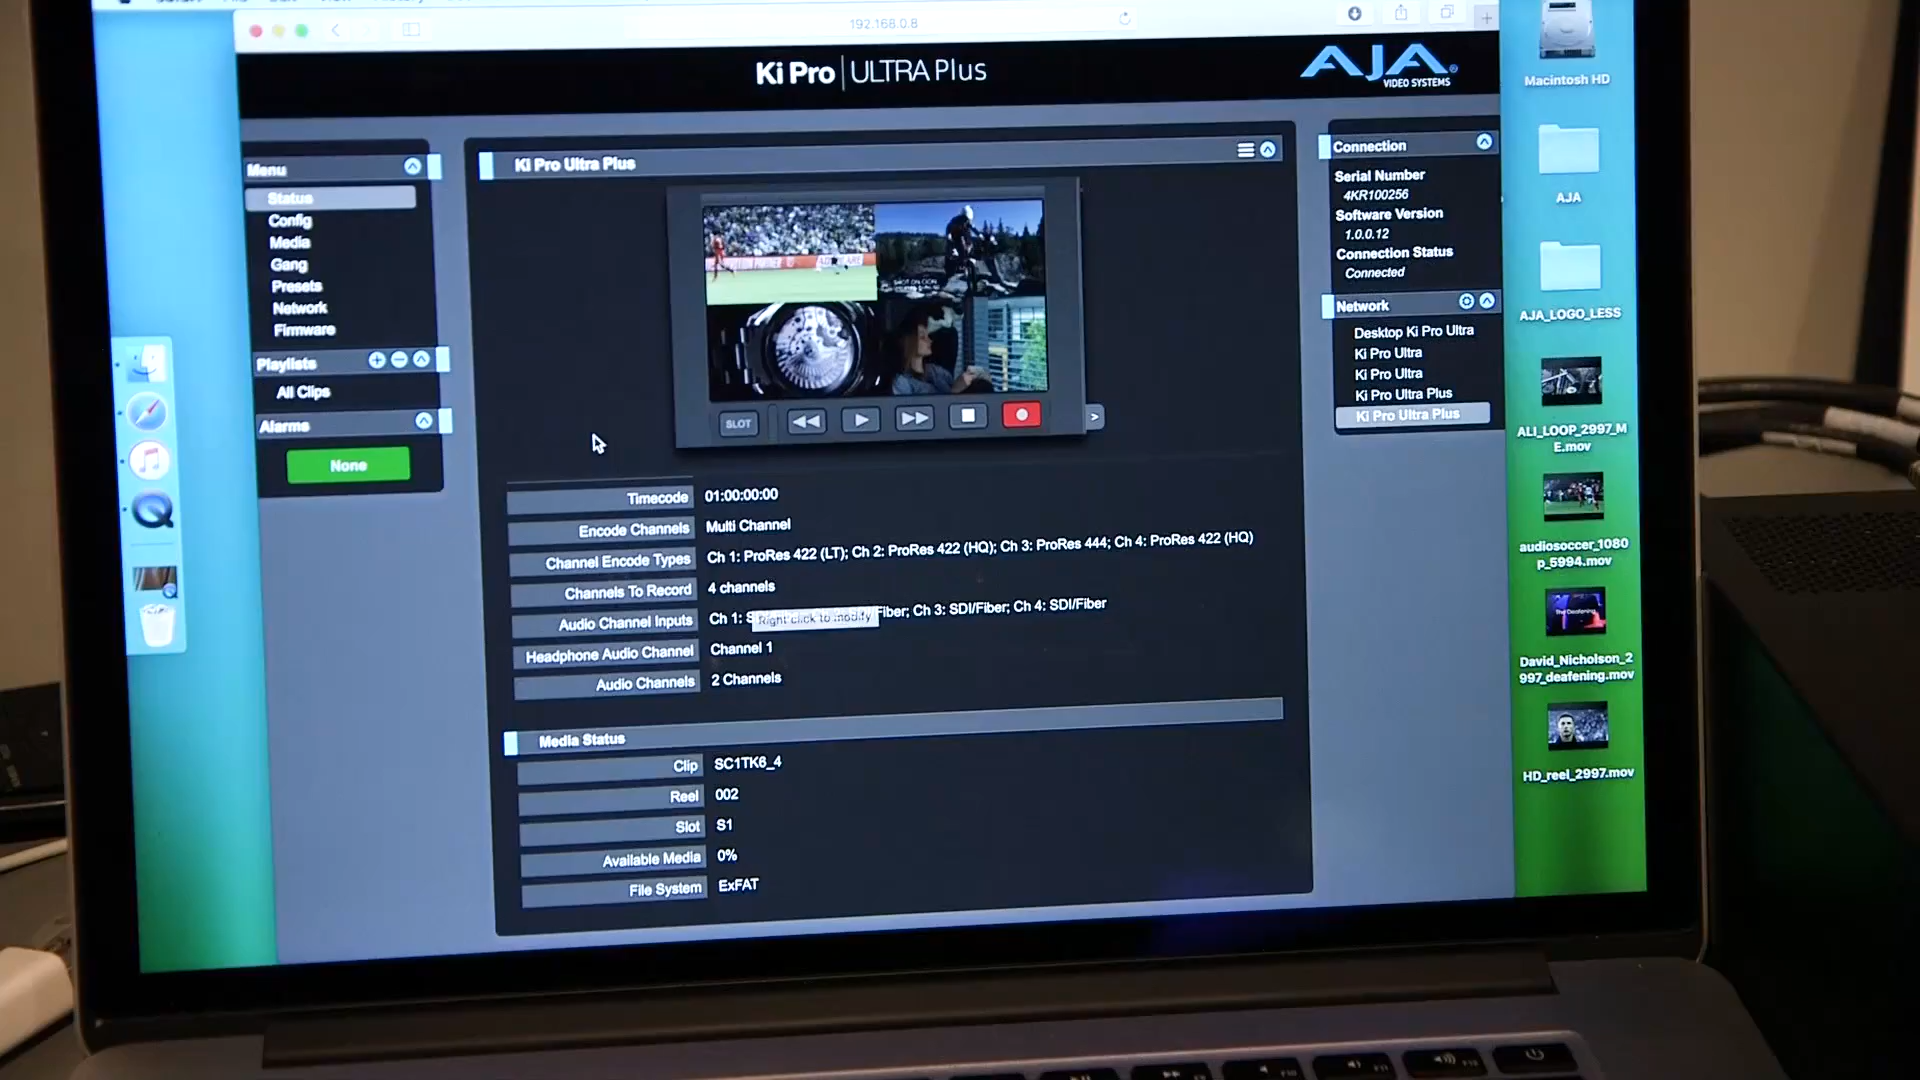 192.168.0.8
Ki Pro | ULTRA Plus
AJA
VIDEO SYSTEMS
Menu
Status
Config
Media
Gang
Presets
Network
Firmware
Playlists
All Clips
Alarms
None
Ki Pro Ultra Plus
SLOT
Timecode 01:00:00:00
Encode Channels Multi Channel
Channel Encode Types Ch 1: ProRes 422 (LT); Ch 2: ProRes 422 (HQ); Ch 3: ProRes 444; Ch 4: ProRes 422 (HQ)
Channels To Record 4 channels
Audio Channel Inputs Ch 1: Fiber; Ch 3: SDI/Fiber; Ch 4: SDI/Fiber
Right click to modify
Headphone Audio Channel Channel 1
Audio Channels 2 Channels
Media Status
Clip SC1TK6_4
Reel 002
Slot S1
Available Media 0%
File System ExFAT
Connection
Serial Number
4KR100256
Software Version
1.0.0.12
Connection Status
Connected
Network
Desktop Ki Pro Ultra
Ki Pro Ultra
Ki Pro Ultra
Ki Pro Ultra Plus
Ki Pro Ultra Plus
Macintosh HD
AJA
AJA_LOGO_LESS
ALI_LOOP_2997_M
E.mov
audiosoccer_1080
p_5994.mov
David_Nicholson_2
997_deafening.mov
HD_reel_2997.mov